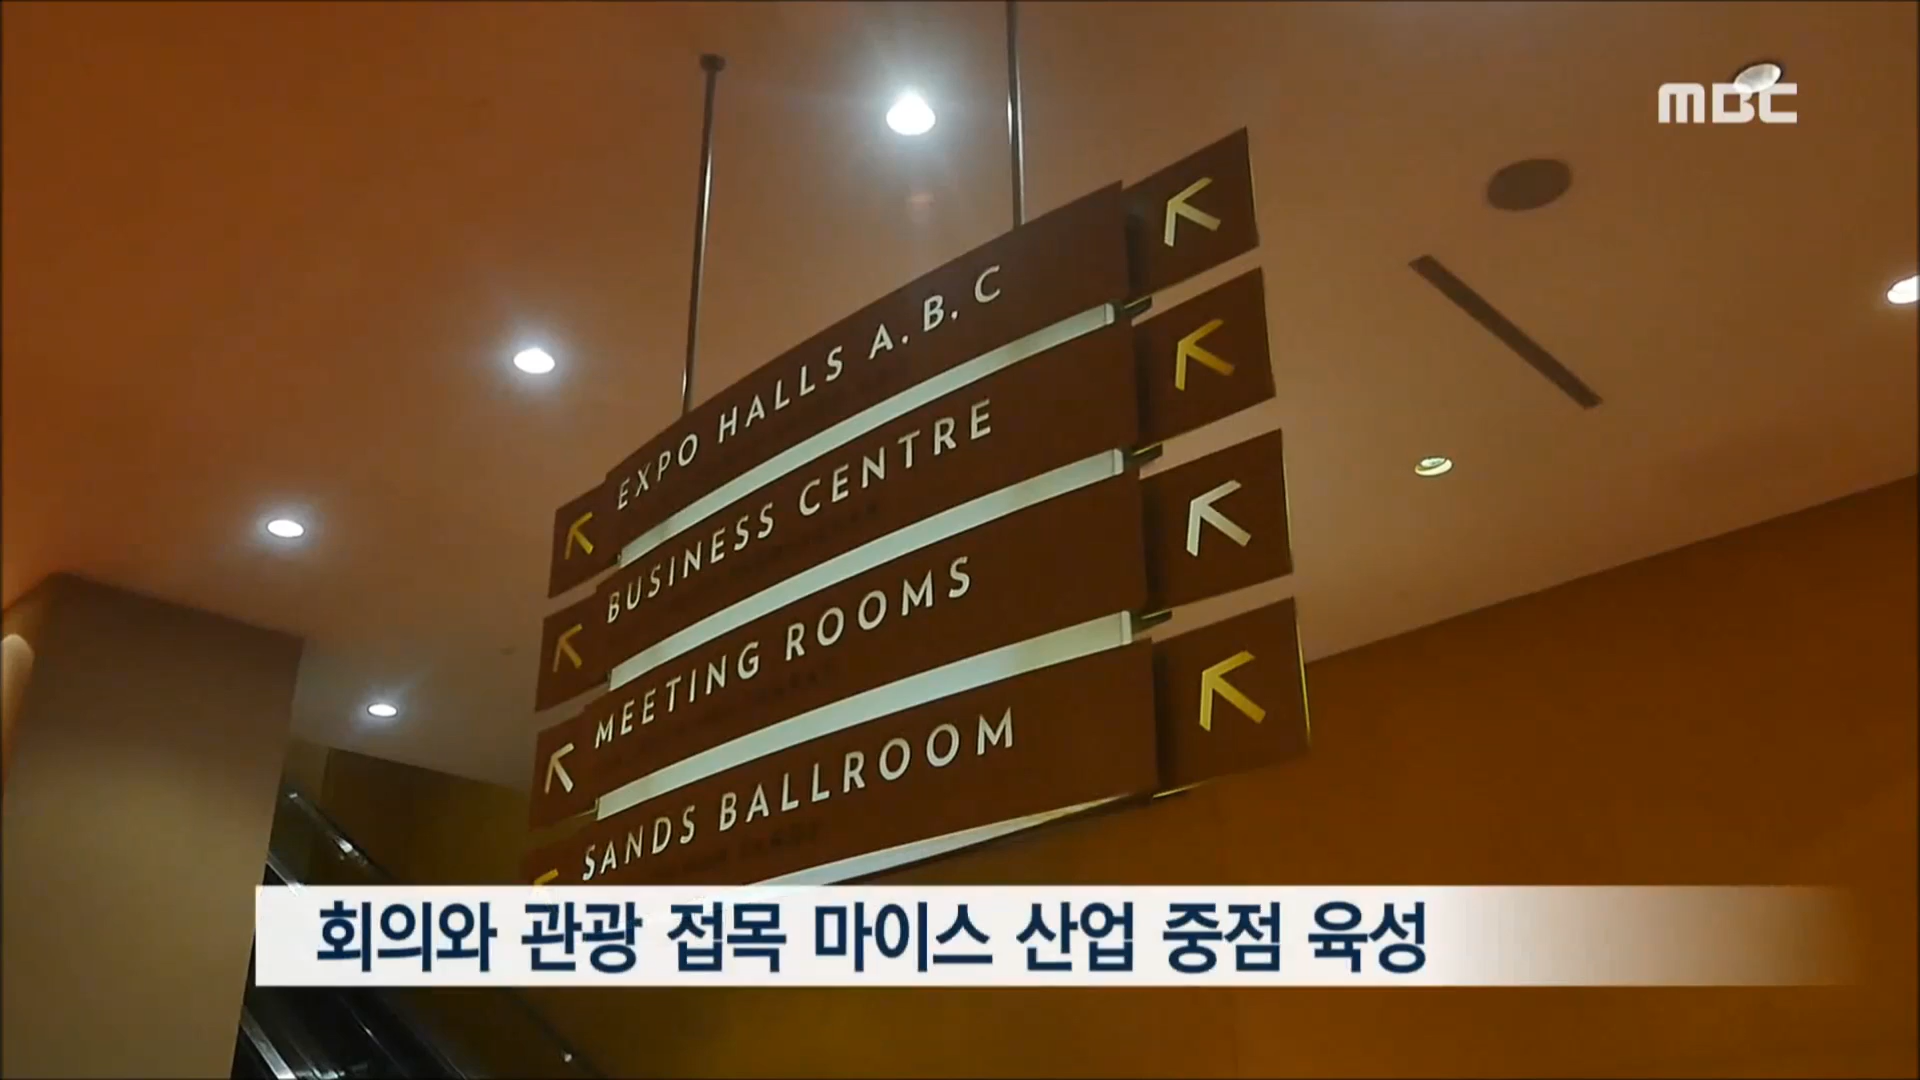 MBC
EXPO HALLS A. B. C
BUSINESS CENTRE
MEETING ROOMS
SANDS BALLROOM
회의와 관광 접목 마이스 산업 중점 육성